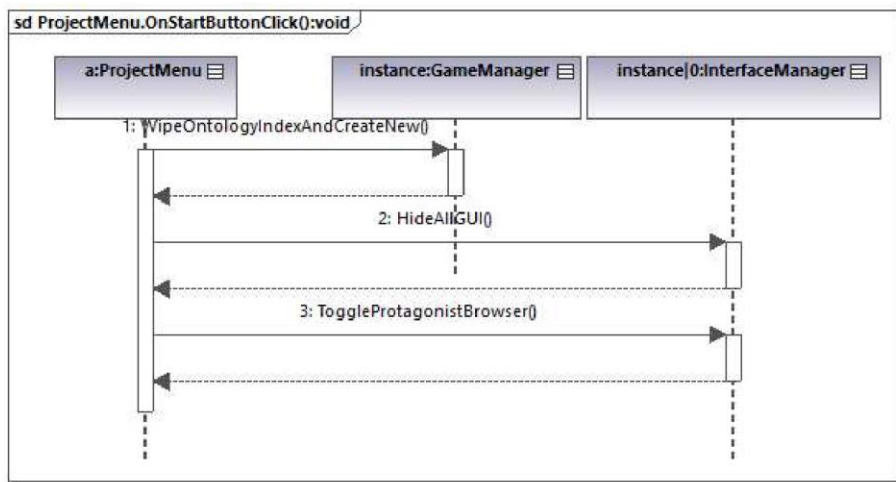 sd ProjectMenu.OnStartButtonClick():void
a:ProjectMenu
instance:GameManager
instance|0:InterfaceManager
1: WipeOntologyIndexAndCreateNew()
2: HideAllGUI()
3: ToggleProtagonistBrowser()